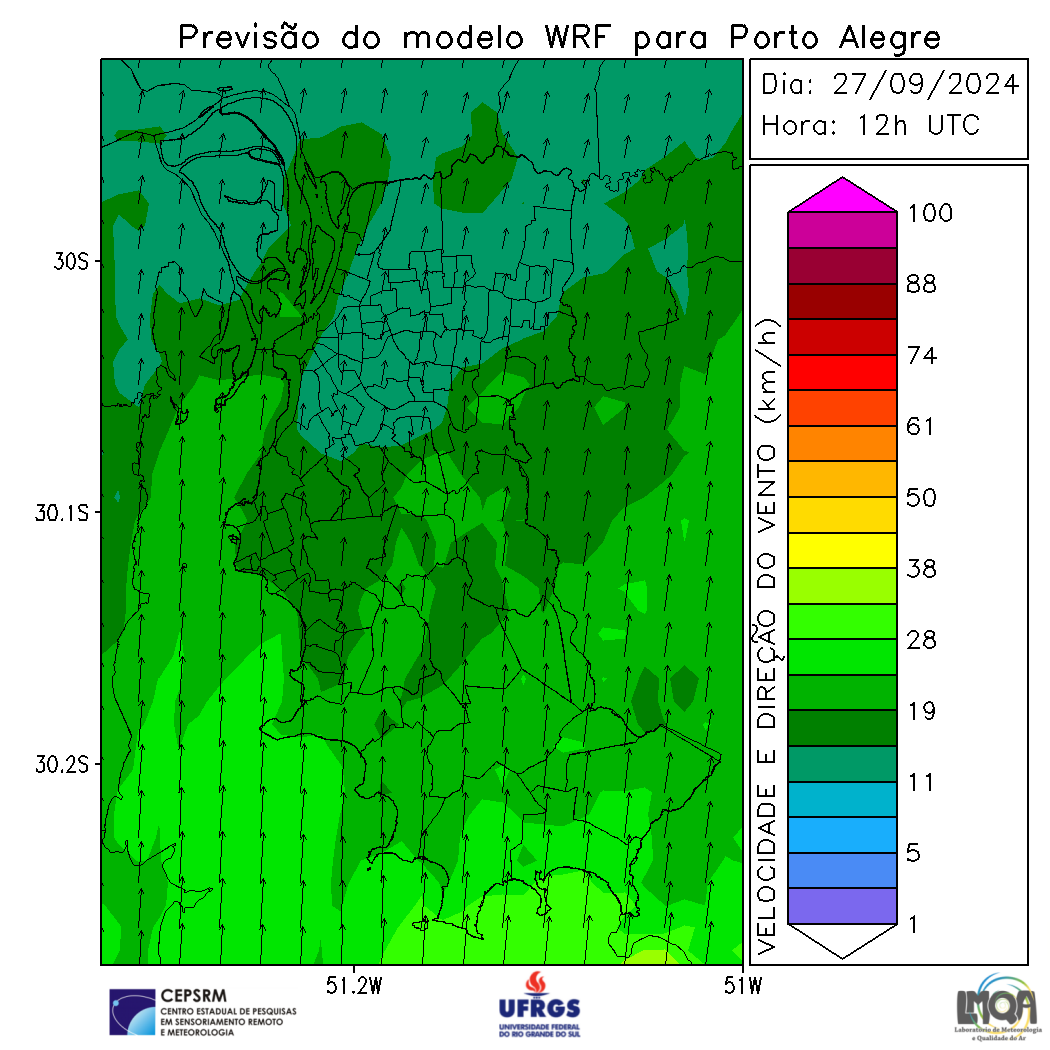 Previsão do modelo WRF para Porto Alegre
Dia: 27/09/2024
Hora: 12h UTC
100
88
74
61
50
38
28
19
11
5
1
VELOCIDADE E DIREÇÃO DO VENTO (km/h)
30S
30.1S
30.2S
51.2W
51W
CEPSRM
CENTRO ESTADUAL DE PESQUISAS
EM SENSORIAMENTO REMOTO
E METEOROLOGIA
UFRGS
UNIVERSIDADE FEDERAL
DO RIO GRANDE DO SUL
LMQA
Laboratório de Meteorologia
e Qualidade do Ar